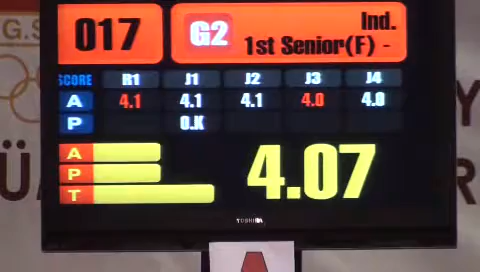 G.S
017 G2 Ind.
1st Senior(F) -
SCORE R1 J1 J2 J3 J4
A 4.1 4.1 4.1 4.0 4.0
P O.K
A
P 4.07
T
TOSHIBA
Ü
Y
R
A